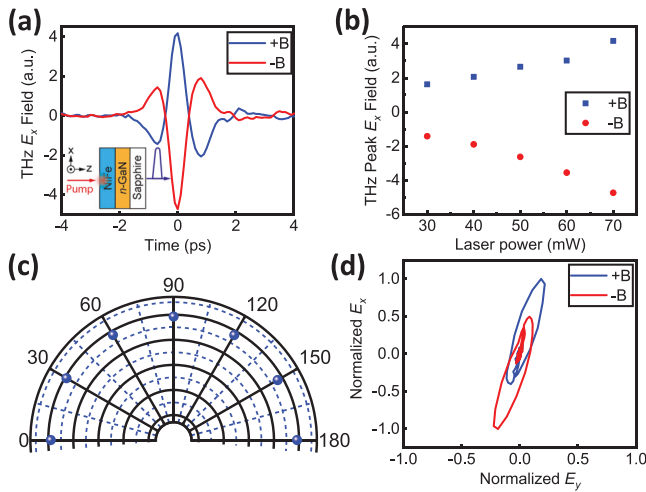 (a)
THz Ex Field (a.u.)
4
2
0
-2
-4
+B
-B
x
z
Pump
NiFe
n-GaN
Sapphire
-4 -2 0 2 4
Time (ps)
(b)
THz Peak Ex Field (a.u.)
6
4
2
0
-2
-4
-6
+B
-B
30 40 50 60 70
Laser power (mW)
(c)
0
30
60
90
120
150
180
(d)
Normalized Ex
1.0
0.5
0.0
-0.5
-1.0
+B
-B
-1.0 -0.5 0.0 0.5 1.0
Normalized Ey